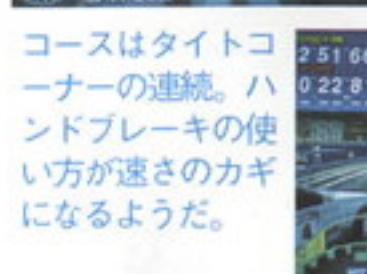 コースはタイトコ
ーナーの連続。ハ
ンドブレーキの使
い方が速さのカギ
になるようだ。
2 51 66
0 22 8